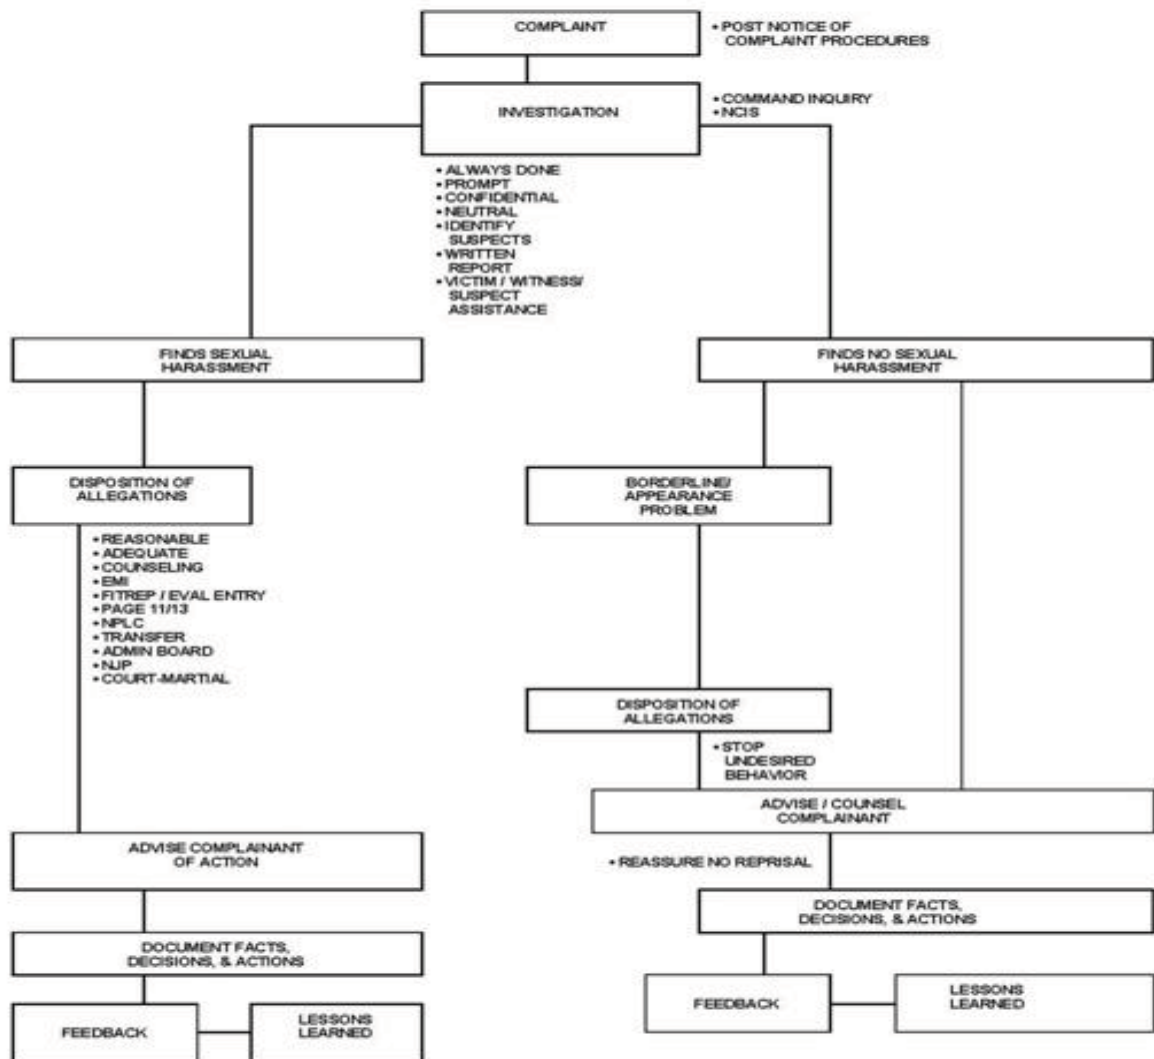 COMPLAINT
• POST NOTICE OF
COMPLAINT PROCEDURES
INVESTIGATION
• COMMAND INQUIRY
• NCIS
• ALWAYS DONE
• PROMPT
• CONFIDENTIAL
• NEUTRAL
• IDENTIFY
SUSPECTS
• WRITTEN
REPORT
• VICTIM / WITNESS/
SUSPECT
ASSISTANCE
FINDS SEXUAL
HARASSMENT
FINDS NO SEXUAL
HARASSMENT
DISPOSITION OF
ALLEGATIONS
• REASONABLE
• ADEQUATE
• COUNSELING
• EMI
• FITREP / EVAL ENTRY
• PAGE 11/13
• NPLC
• TRANSFER
• ADMIN BOARD
• NJP
• COURT-MARTIAL
BORDERLINE/
APPEARANCE
PROBLEM
DISPOSITION OF
ALLEGATIONS
• STOP
UNDESIRED
BEHAVIOR
ADVISE / COUNSEL
COMPLAINANT
ADVISE COMPLAINANT
OF ACTION
• REASSURE NO REPRISAL
DOCUMENT FACTS,
DECISIONS, & ACTIONS
DOCUMENT FACTS,
DECISIONS, & ACTIONS
FEEDBACK
LESSONS
LEARNED
FEEDBACK
LESSONS
LEARNED